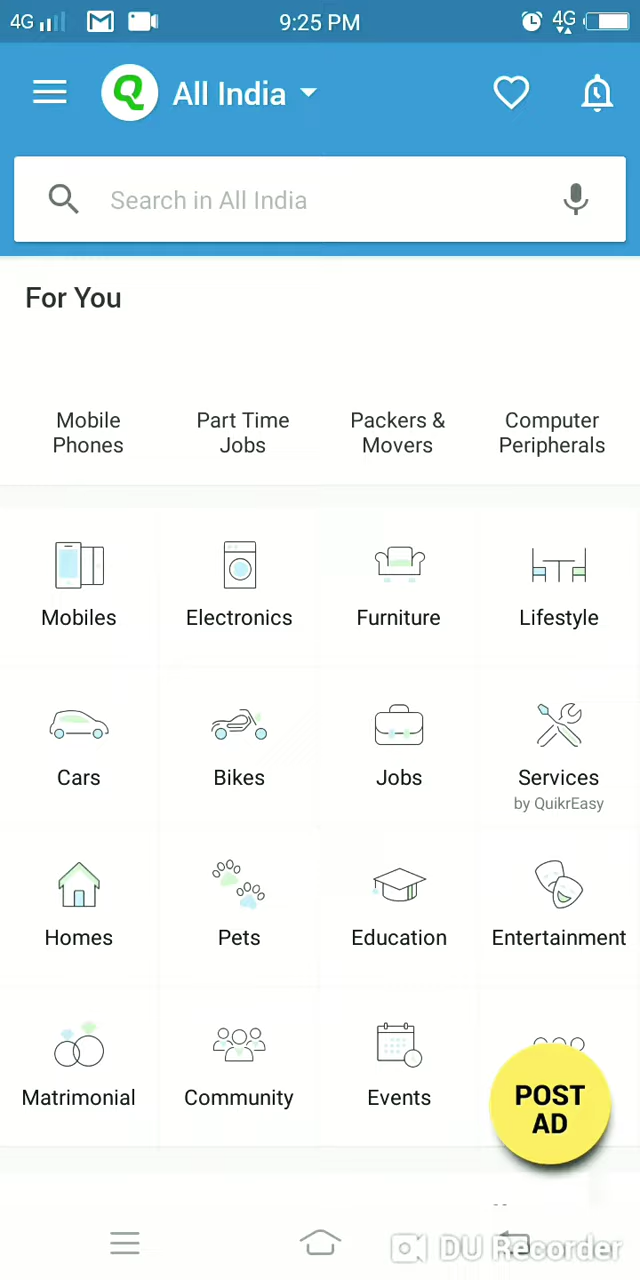 4G 9:25 PM 4G
Q All India
Search in All India
For You
Mobile Phones
Part Time Jobs
Packers & Movers
Computer Peripherals
Mobiles Electronics Furniture Lifestyle
Cars Bikes Jobs Services
by QuikrEasy
Homes Pets Education Entertainment
Matrimonial Community Events
POST
AD
DU Recorder